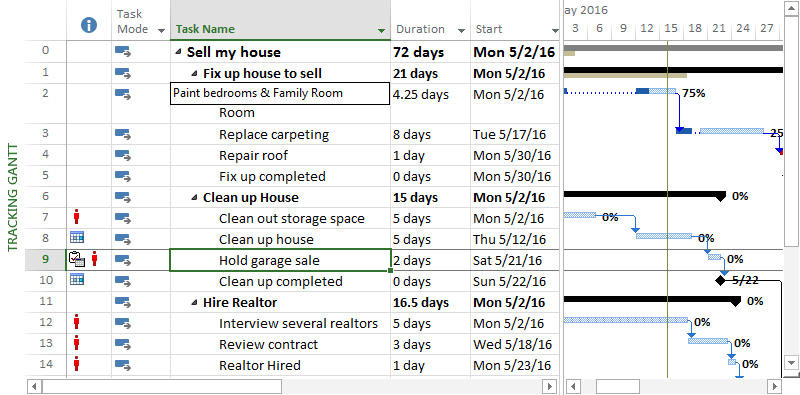 ay 2016
Task Mode Task Name Duration Start 3 6 9 12 15 18 21 24 27 30
0 Sell my house 72 days Mon 5/2/16
1 Fix up house to sell 21 days Mon 5/2/16
2 Paint bedrooms & Family Room 4.25 days Mon 5/2/16 75%
Room
3 Replace carpeting 8 days Tue 5/17/16 25
4 Repair roof 1 day Mon 5/30/16
5 Fix up completed 0 days Mon 5/30/16
6 Clean up House 15 days Mon 5/2/16 0%
7 Clean out storage space 5 days Mon 5/2/16 0%
8 Clean up house 5 days Thu 5/12/16 0%
9 Hold garage sale 2 days Sat 5/21/16 0%
10 Clean up completed 0 days Sun 5/22/16 5/22
11 Hire Realtor 16.5 days Mon 5/2/16 0%
12 Interview several realtors 5 days Mon 5/2/16 0%
13 Review contract 3 days Wed 5/18/16 0%
14 Realtor Hired 1 day Mon 5/23/16 0%
TRACKING GANTT